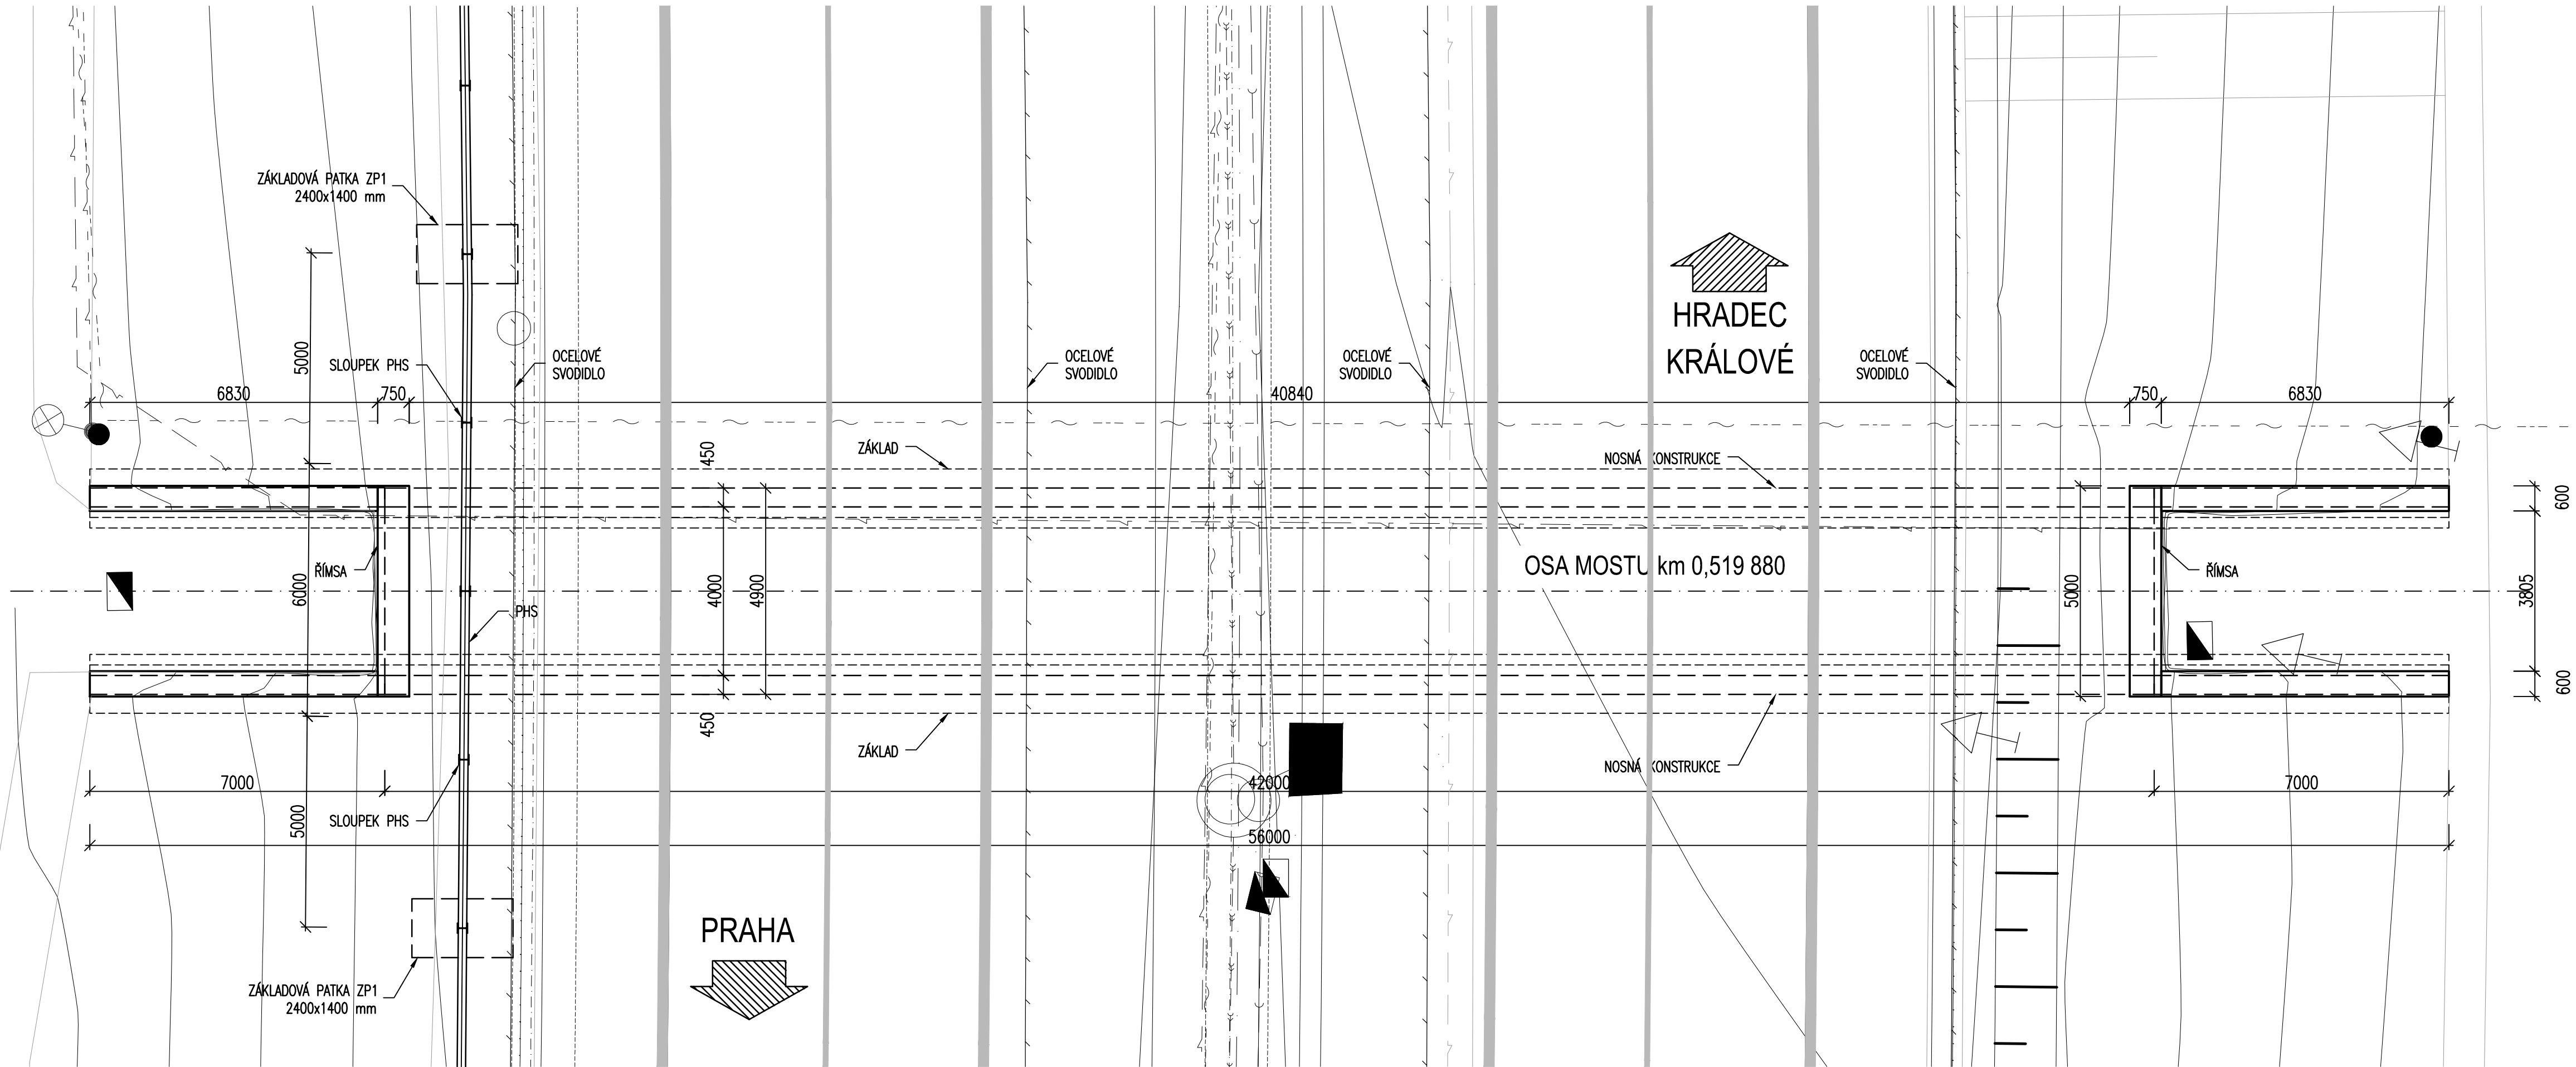 ZÁKLADOVÁ PATKA ZP1
2400x1400 mm
HRADEC
KRÁLOVÉ
5000
SLOUPEK PHS
OCELOVÉ
SVODIDLO
OCELOVÉ
SVODIDLO
OCELOVÉ
SVODIDLO
OCELOVÉ
SVODIDLO
6830
750
40840
750
6830
450
ZÁKLAD
NOSNÁ KONSTRUKCE
600
ŘÍMSA
6000
4000
4900
OSA MOSTU km 0,519 880
5000
ŘÍMSA
3805
PHS
600
450
ZÁKLAD
NOSNÁ KONSTRUKCE
7000
42000
7000
5000
SLOUPEK PHS
56000
PRAHA
ZÁKLADOVÁ PATKA ZP1
2400x1400 mm